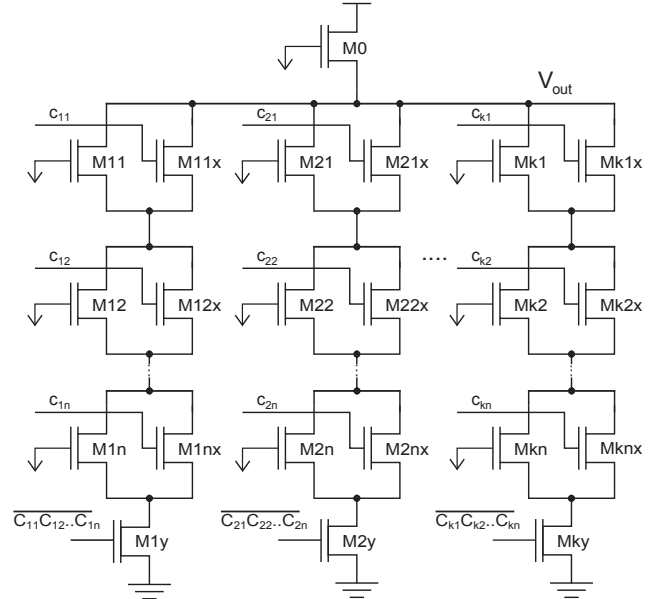 M0
V_out
c_11 c_21 c_k1
M11 M11x M21 M21x Mk1 Mk1x
c_12 c_22 .... c_k2
M12 M12x M22 M22x Mk2 Mk2x
c_1n c_2n c_kn
M1n M1nx M2n M2nx Mkn Mknx
C_11C_12..C_1n C_21C_22..C_2n C_k1C_k2..C_kn
M1y M2y Mky